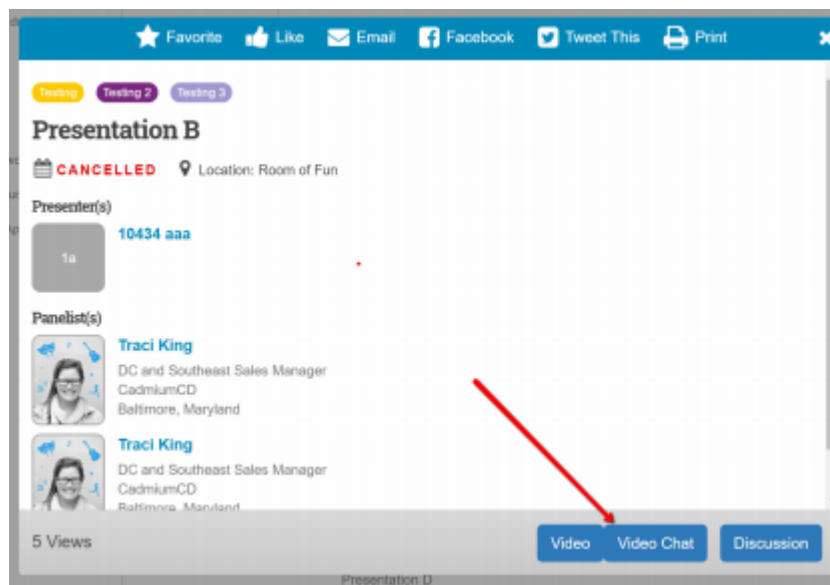 Favorite Like Email Facebook Tweet This Print
Testing Testing 2 Testing 3
Presentation B
CANCELLED Location: Room of Fun
Presenter(s)
1a
10434 aaa
Panelist(s)
Traci King
DC and Southeast Sales Manager
CadmiumCD
Baltimore, Maryland
Traci King
DC and Southeast Sales Manager
CadmiumCD
Baltimore, Maryland
5 Views Video Video Chat Discussion
Presentation D